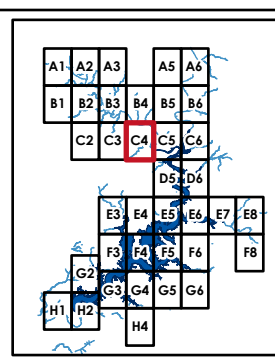 A1 A2 A3 A5 A6
B1 B2 B3 B4 B5 B6
C2 C3 C4 C5 C6
D5 D6
E3 E4 E5 E6 E7 E8
F3 F4 F5 F6 F8
G2
G3 G4 G5 G6
H1 H2
H4